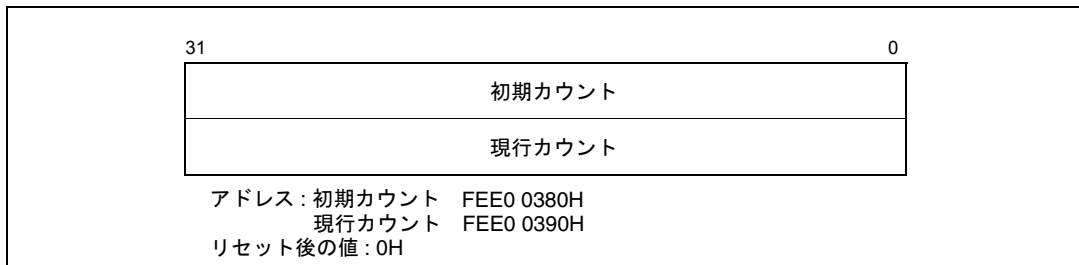 31 0
初期カウント
現行カウント
アドレス : 初期カウント FEE0 0380H
現行カウント FEE0 0390H
リセット後の値 : 0H